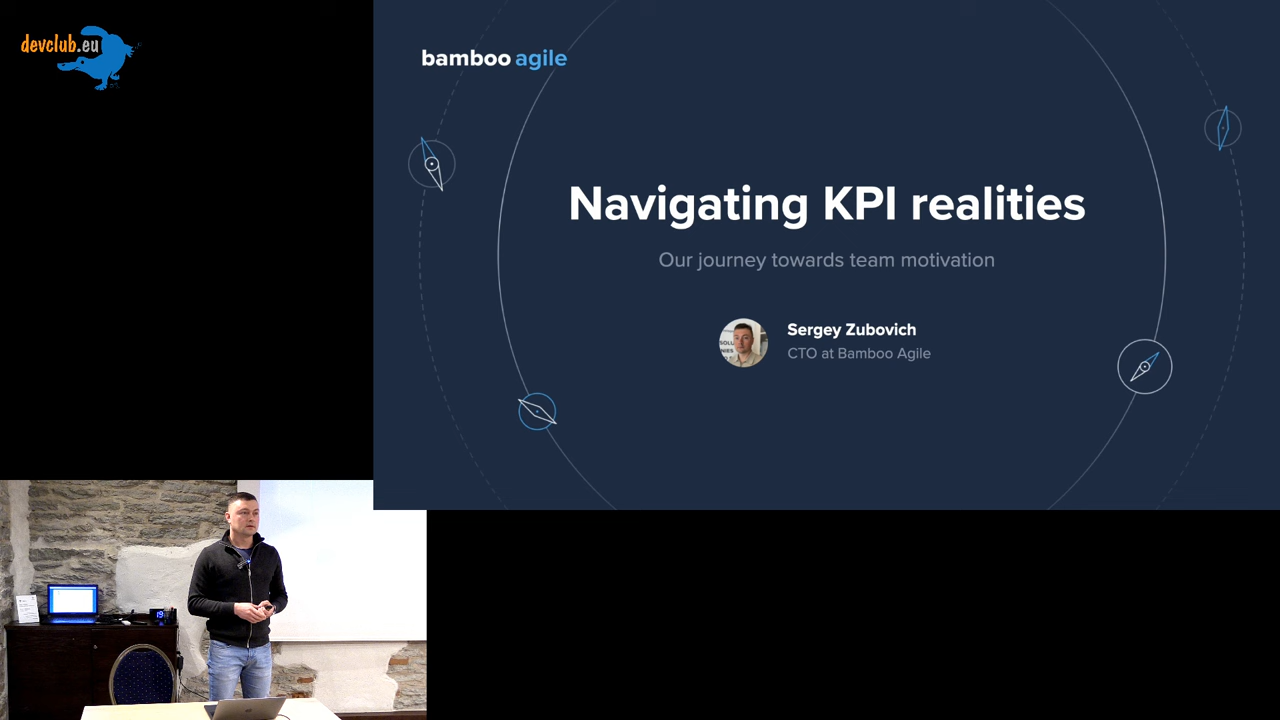 devclub.eu
bamboo agile
Navigating KPI realities
Our journey towards team motivation
Sergey Zubovich
CTO at Bamboo Agile